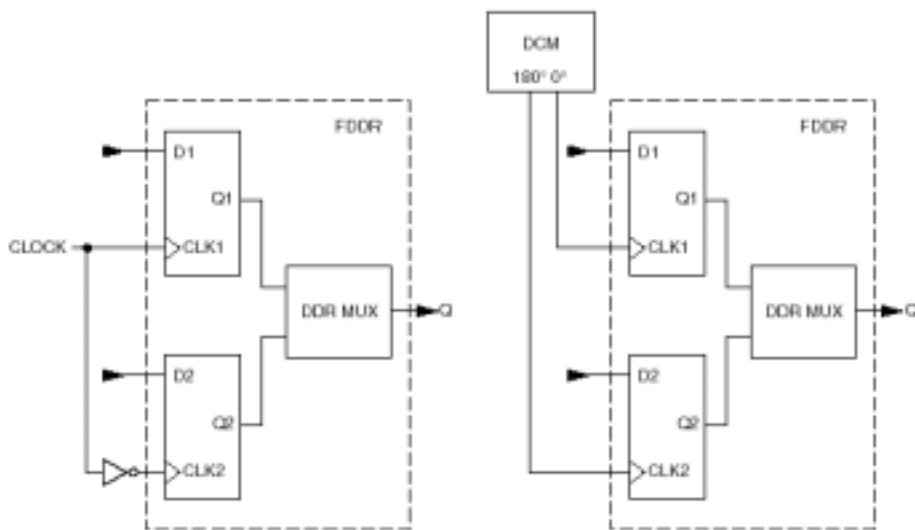 DCM
180° 0°
FDDR
D1
Q1
CLOCK
CLK1
DDR MUX
Q
D2
Q2
CLK2
FDDR
D1
Q1
CLK1
DDR MUX
Q
D2
Q2
CLK2